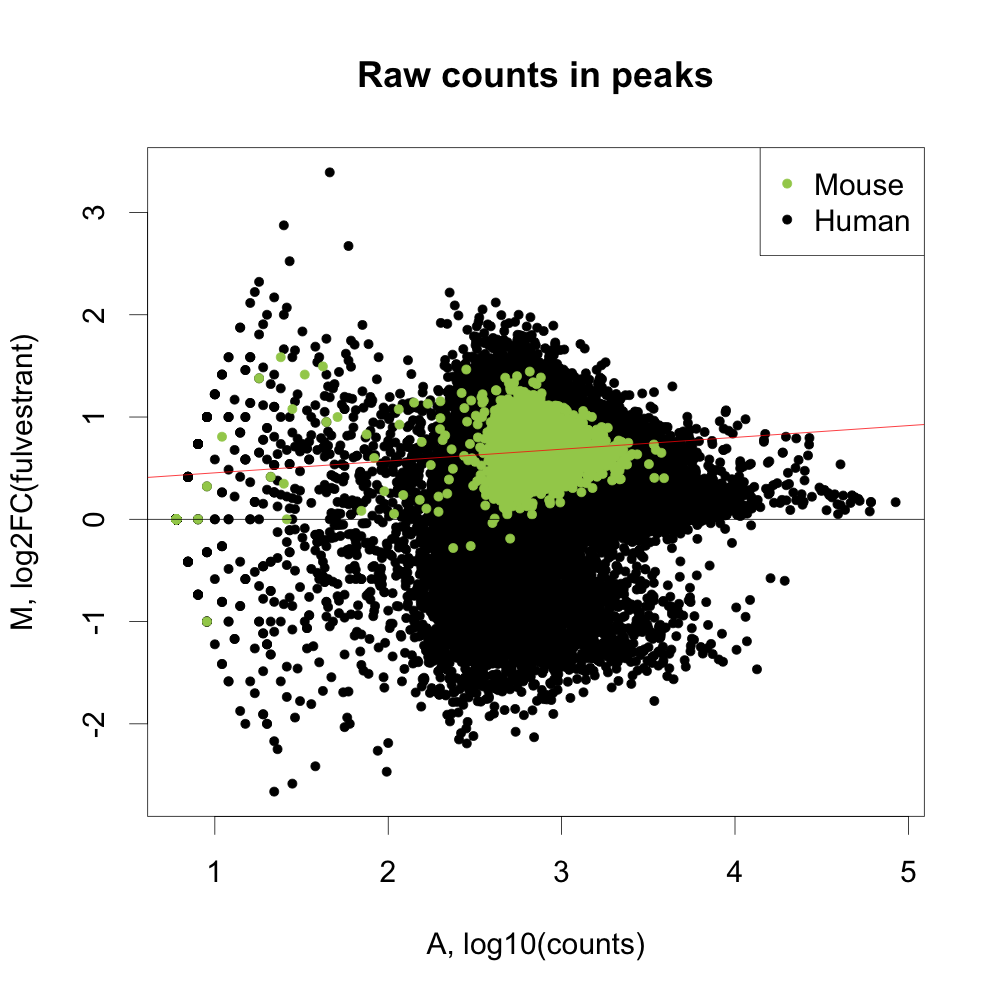 Raw counts in peaks
Mouse
Human
M, log2FC(fulvestrant)
3
2
1
0
-1
-2
1
2
3
4
5
A, log10(counts)